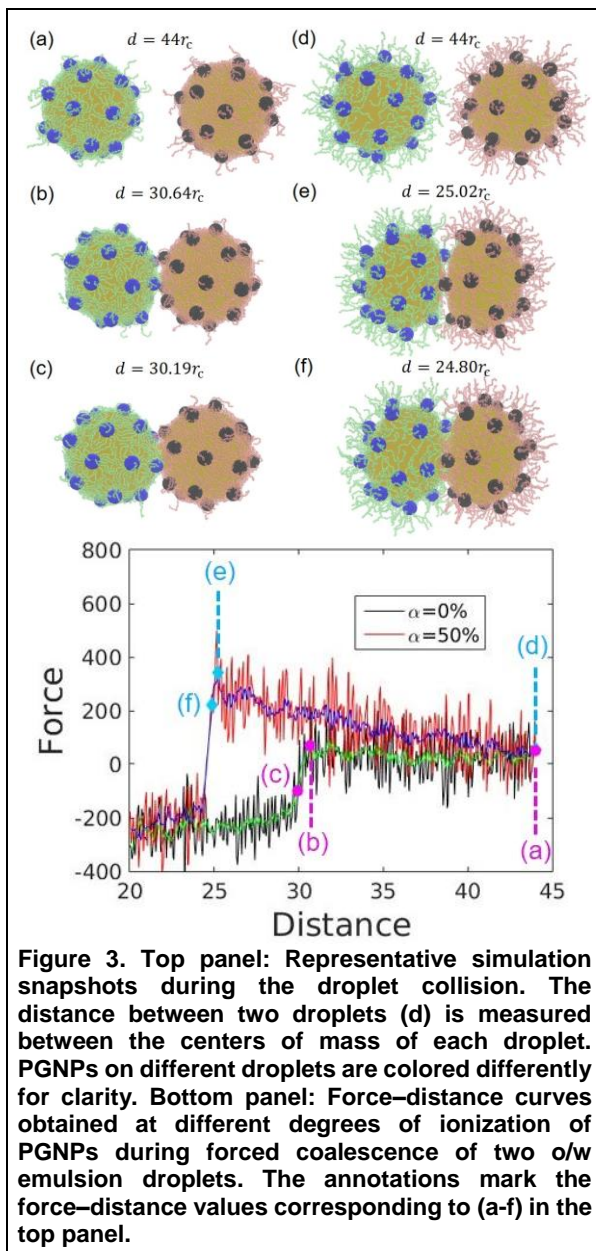 (a) d = 44r_c (d) d = 44r_c
(b) d = 30.64r_c (e) d = 25.02r_c
(c) d = 30.19r_c (f) d = 24.80r_c
800
600
400
200
0
-200
-400
Force
(e)
(f)
(d)
(c)
(b)
(a)
α=0%
α=50%
20 25 30 35 40 45
Distance
Figure 3. Top panel: Representative simulation
snapshots during the droplet collision. The
distance between two droplets (d) is measured
between the centers of mass of each droplet.
PGNPs on different droplets are colored differently
for clarity. Bottom panel: Force–distance curves
obtained at different degrees of ionization of
PGNPs during forced coalescence of two o/w
emulsion droplets. The annotations mark the
force–distance values corresponding to (a-f) in the
top panel.